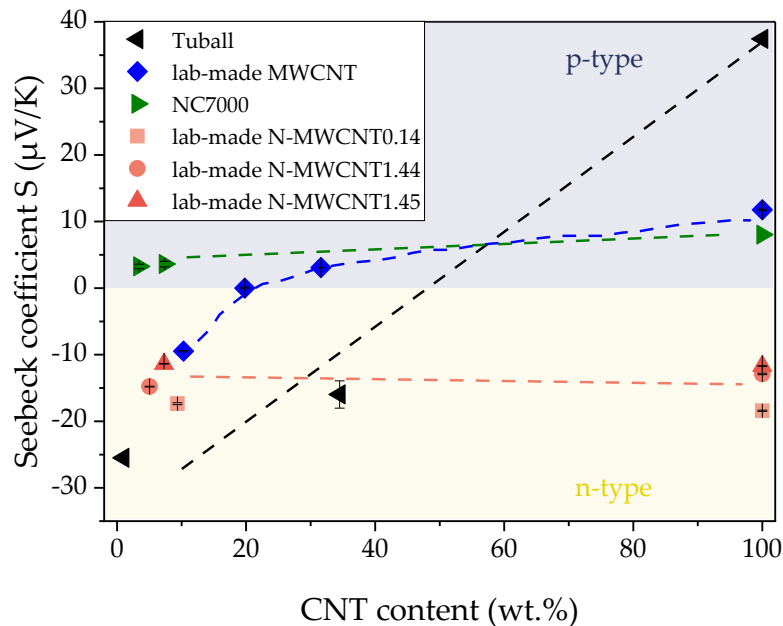 Tuball
lab-made MWCNT
NC7000
lab-made N-MWCNT0.14
lab-made N-MWCNT1.44
lab-made N-MWCNT1.45
p-type
n-type
Seebeck coefficient S (µV/K)
40
30
20
10
0
-10
-20
-30
0 20 40 60 80 100
CNT content (wt.%)